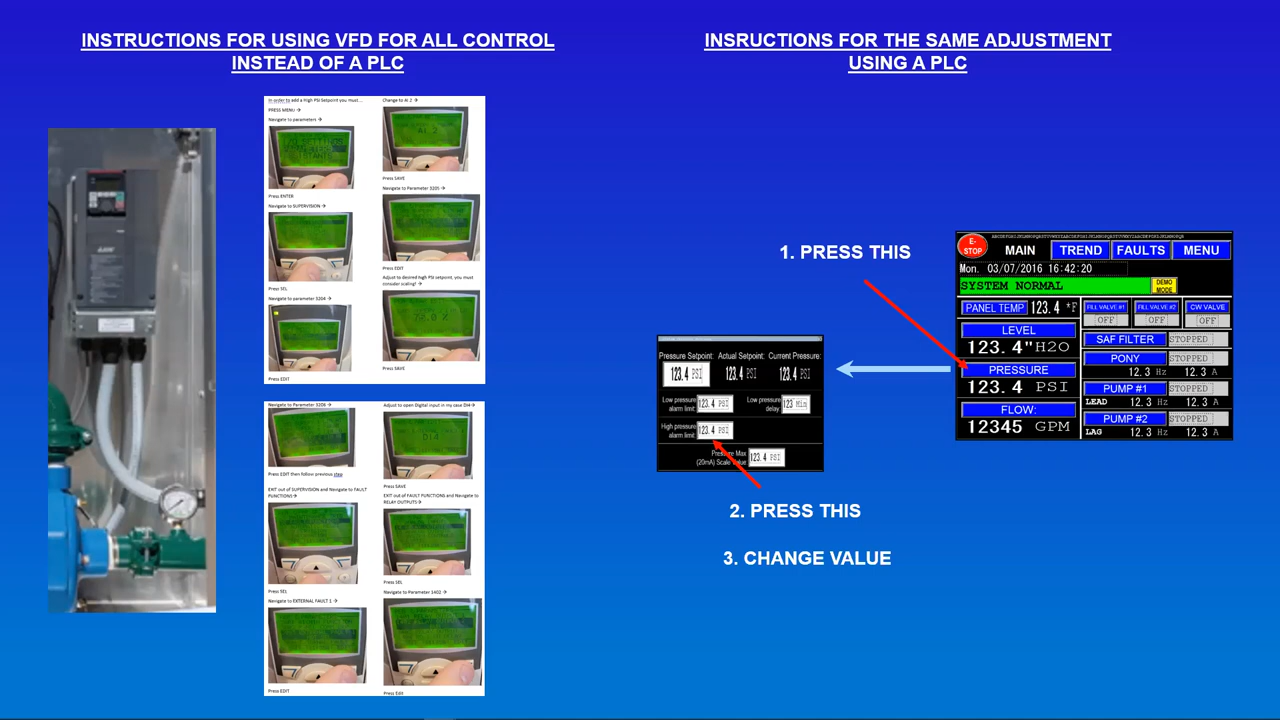 INSTRUCTIONS FOR USING VFD FOR ALL CONTROL
INSTEAD OF A PLC
In order to add a high PSI Setpoint you must...
PRESS MENU →
Navigate to parameters →
Press ENTER
Navigate to SUPERVISION →
Press SEL
Navigate to parameter 3204 →
Press EDIT
Change to AI 2 →
AI 2
Press SAVE
Navigate to Parameter 3205 →
Press EDIT
Adjust to desired high PSI setpoint, you must
consider scaling! →
Press SAVE
Navigate to Parameter 3206 →
Press EDIT then follow previous step
EXIT out of SUPERVISION and Navigate to FAULT
FUNCTIONS →
Press SEL
Navigate to EXTERNAL FAULT 1 →
Press EDIT
Adjust to open Digital input in my case DI4 →
DI4
Press SAVE
EXIT out of FAULT FUNCTIONS and Navigate to
RELAY OUTPUTS →
Press SEL
Navigate to Parameter 1402
Press Edit
INSRUCTIONS FOR THE SAME ADJUSTMENT
USING A PLC
1. PRESS THIS
E-
STOP
MAIN
TREND
FAULTS
MENU
Mon. 03/07/2016 16:42:20
SYSTEM NORMAL
DEMO
MODE
PANEL TEMP 123.4 °F
FILL VALVE #1
OFF
FILL VALVE #2
OFF
CW VALVE
OFF
LEVEL
123.4"H2O
PRESSURE
123.4 PSI
FLOW:
12345 GPM
SAF FILTER STOPPED
PONY STOPPED
12.3 Hz 12.3 A
PUMP #1 STOPPED
LEAD 12.3 Hz 12.3 A
PUMP #2 STOPPED
LAG 12.3 Hz 12.3 A
Pressure Setpoint: Actual Setpoint: Current Pressure:
123.4 PSI 123.4 PSI 123.4 PSI
Low pressure
alarm limit 123.4 PSI
Low pressure
delay 123 Min
High pressure
alarm limit 123.4 PSI
Pressure Max
(20mA) Scale Value 123.4 PSI
2. PRESS THIS
3. CHANGE VALUE